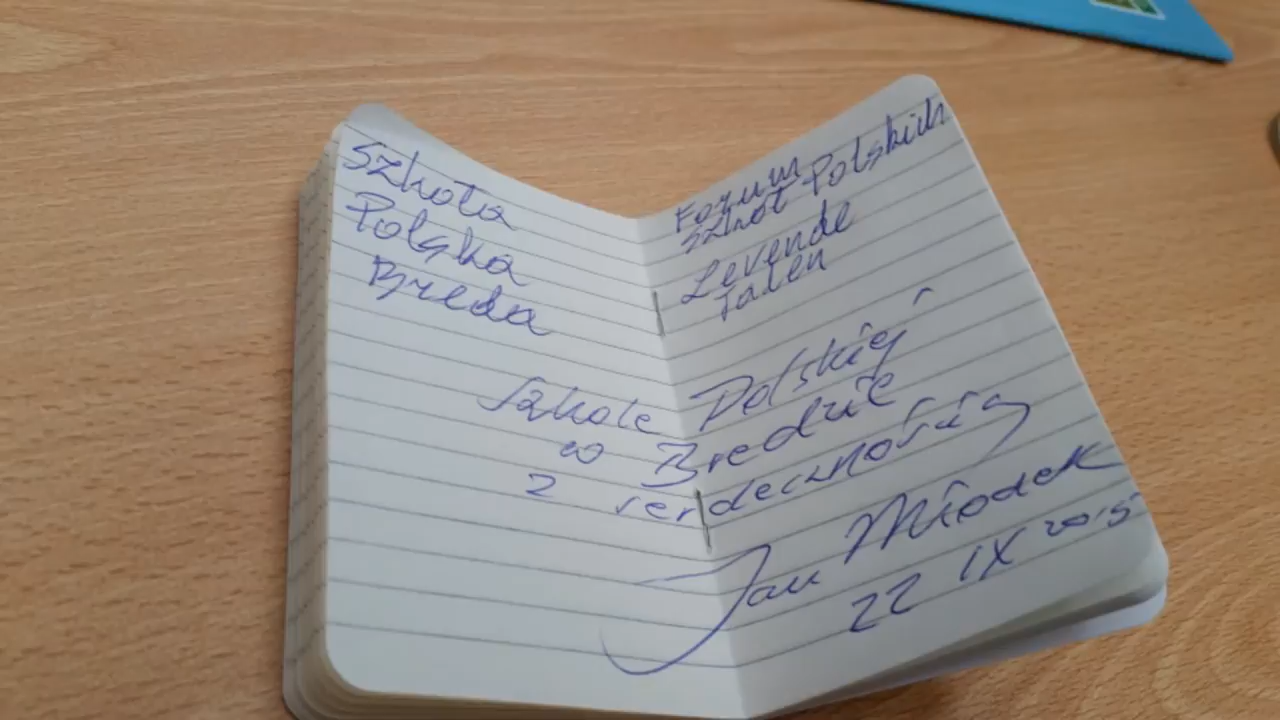 Szkoła
Polska
Breda
Forum
Szkół Polskich
Levende
Talen
Szkole Polskiej
w Bredzie
z serdecznością
Jan Miodek
22 IX 2015